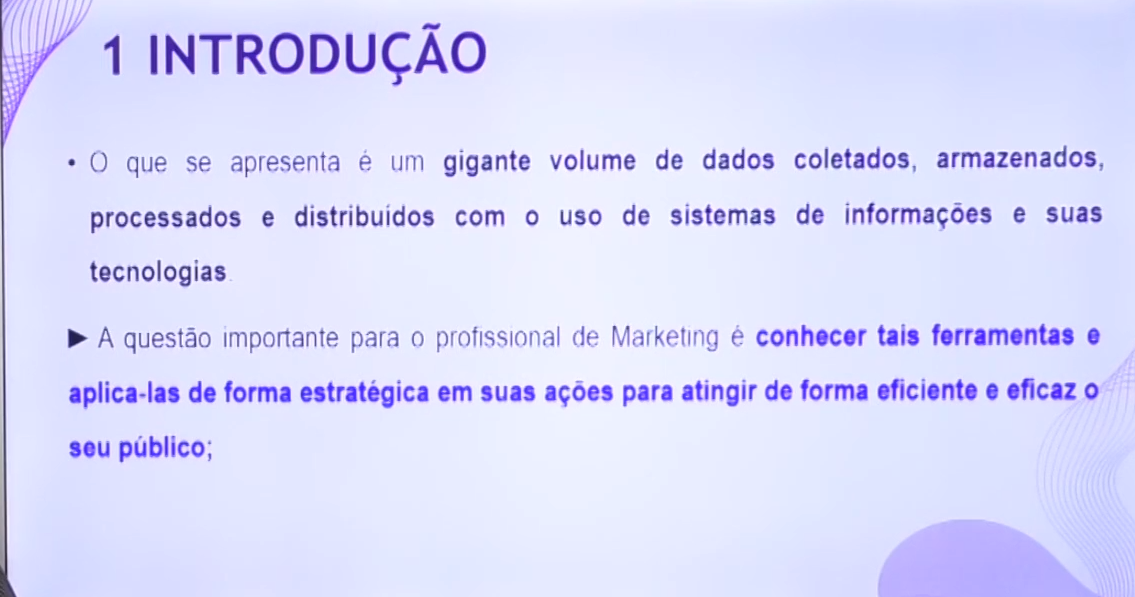 1 INTRODUÇÃO
• O que se apresenta é um gigante volume de dados coletados, armazenados,
processados e distribuídos com o uso de sistemas de informações e suas
tecnologias.
► A questão importante para o profissional de Marketing é conhecer tais ferramentas e
aplica-las de forma estratégica em suas ações para atingir de forma eficiente e eficaz o
seu público;